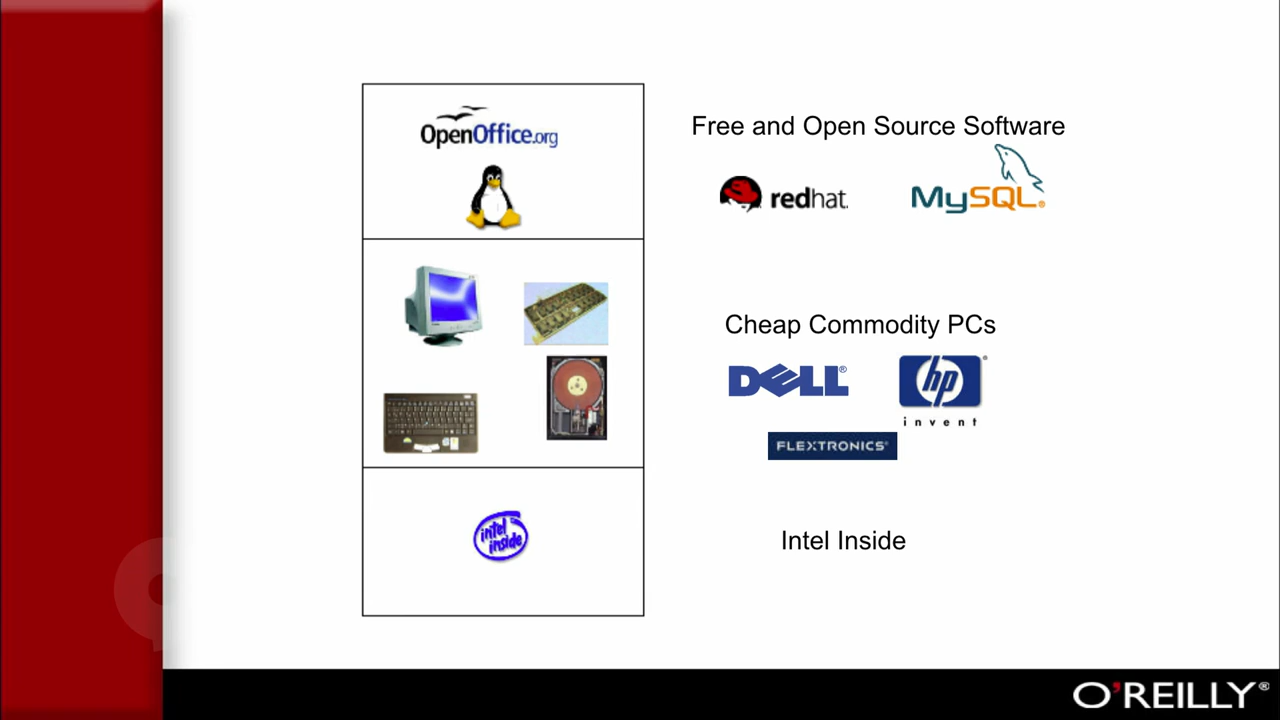 OpenOffice.org
Free and Open Source Software
redhat.
MySQL®
Cheap Commodity PCs
DELL®
hp®
invent
FLEXTRONICS®
intel
inside
Intel Inside
O'REILLY®